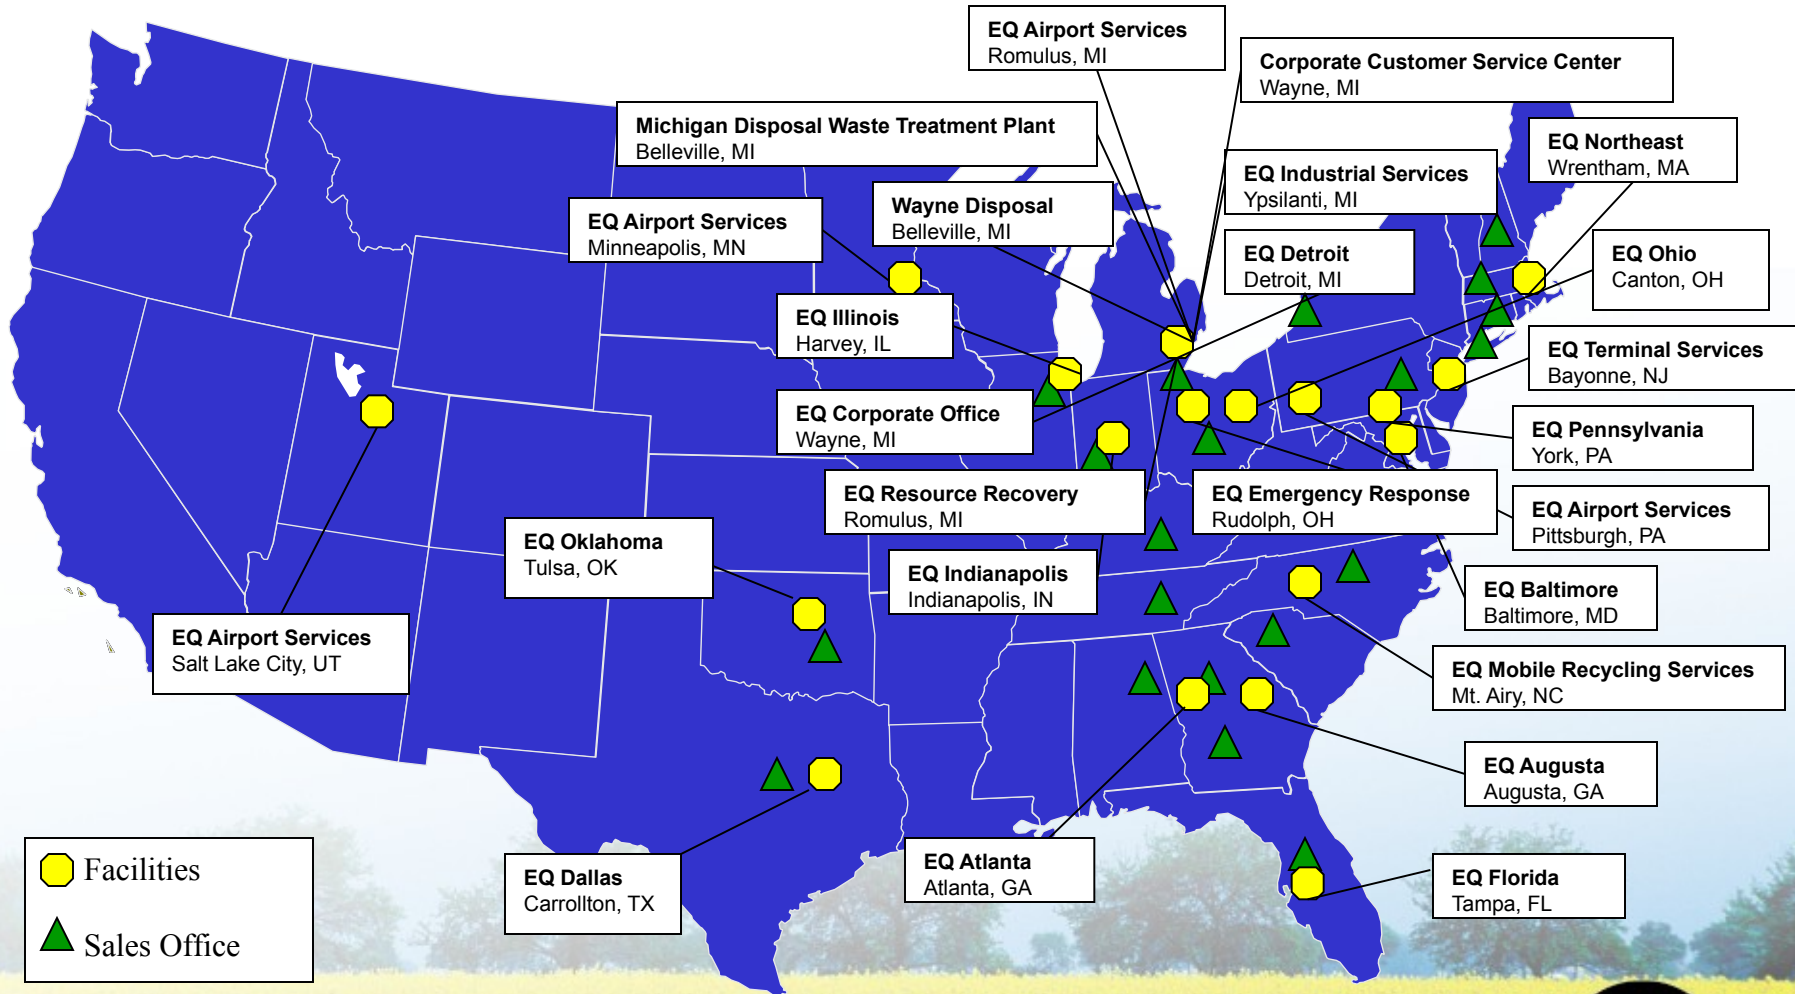 EQ Airport Services
Romulus, MI
Corporate Customer Service Center
Wayne, MI
Michigan Disposal Waste Treatment Plant
Belleville, MI
EQ Northeast
Wrentham, MA
EQ Industrial Services
Ypsilanti, MI
Wayne Disposal
Belleville, MI
EQ Airport Services
Minneapolis, MN
EQ Detroit
Detroit, MI
EQ Ohio
Canton, OH
EQ Illinois
Harvey, IL
EQ Terminal Services
Bayonne, NJ
EQ Corporate Office
Wayne, MI
EQ Pennsylvania
York, PA
EQ Resource Recovery
Romulus, MI
EQ Emergency Response
Rudolph, OH
EQ Airport Services
Pittsburgh, PA
EQ Oklahoma
Tulsa, OK
EQ Indianapolis
Indianapolis, IN
EQ Baltimore
Baltimore, MD
EQ Airport Services
Salt Lake City, UT
EQ Mobile Recycling Services
Mt. Airy, NC
EQ Augusta
Augusta, GA
EQ Atlanta
Atlanta, GA
EQ Dallas
Carrollton, TX
EQ Florida
Tampa, FL
Facilities
Sales Office